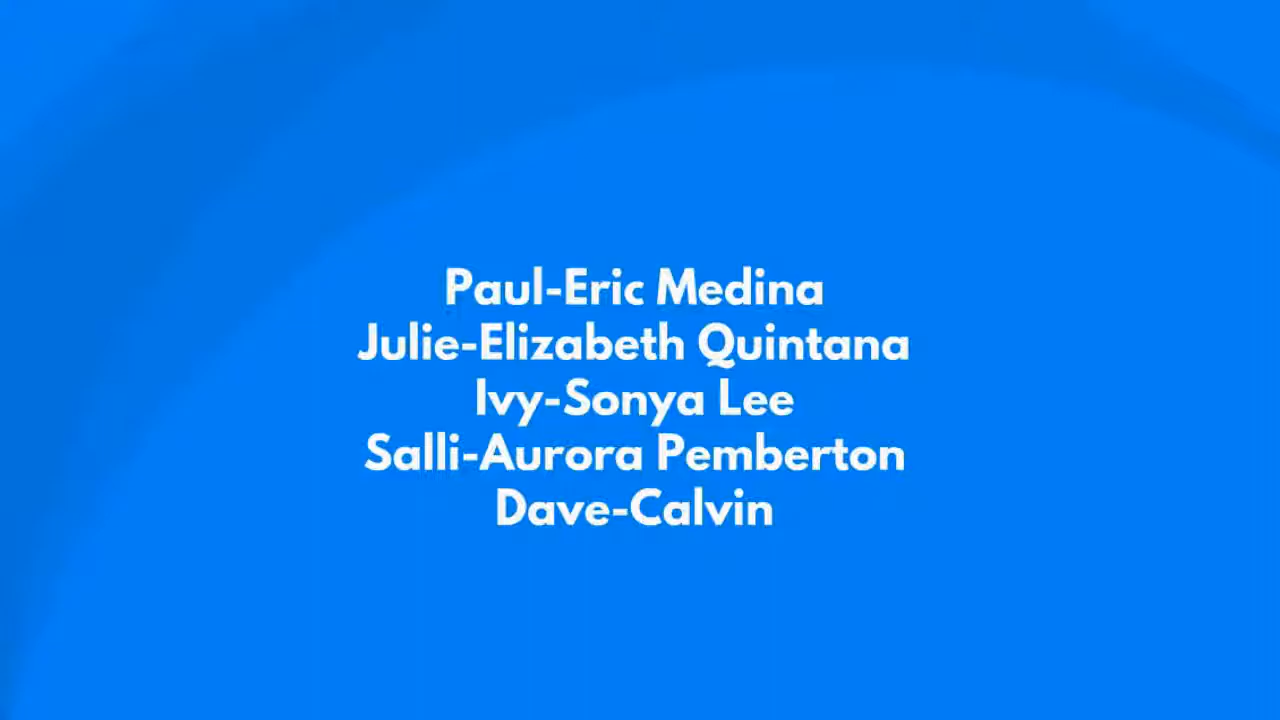 Paul-Eric Medina
Julie-Elizabeth Quintana
Ivy-Sonya Lee
Salli-Aurora Pemberton
Dave-Calvin